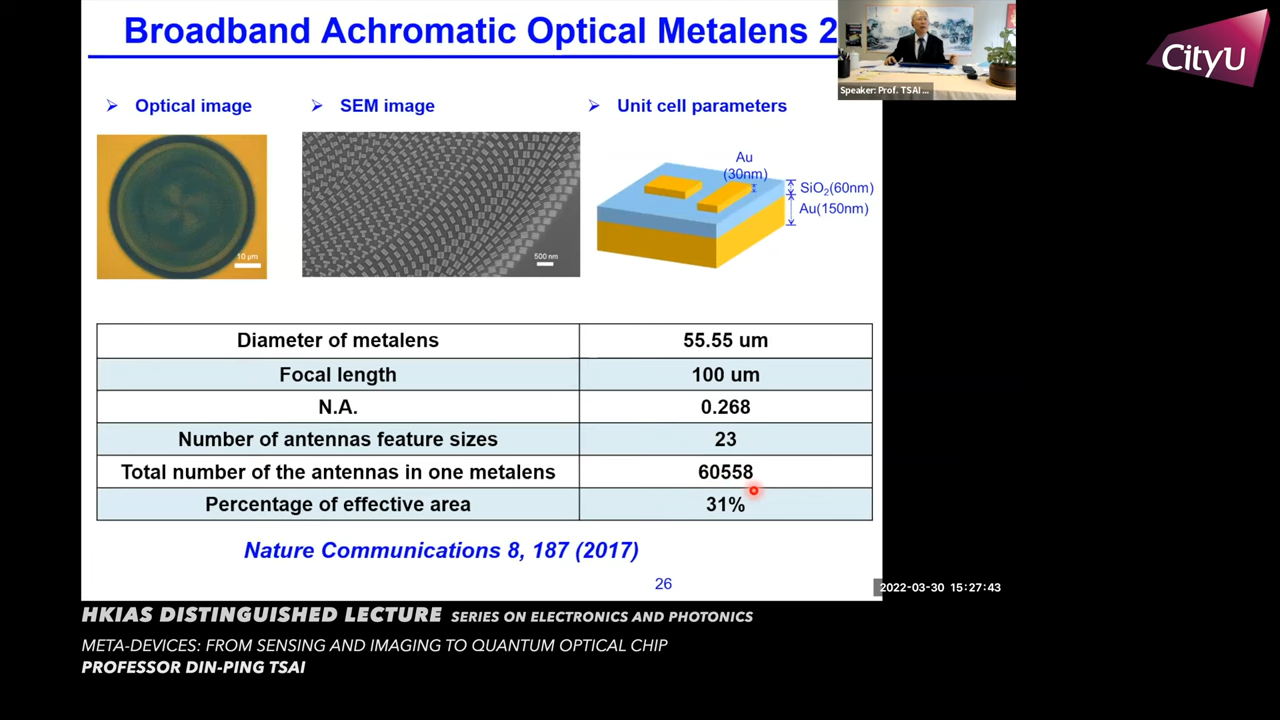 Broadband Achromatic Optical Metalens 2
CityU
Speaker: Prof. TSAI ...
➢ Optical image
➢ SEM image
➢ Unit cell parameters
10 μm
500 nm
Au
(30nm)
SiO₂(60nm)
Au(150nm)
Diameter of metalens 55.55 um
Focal length 100 um
N.A. 0.268
Number of antennas feature sizes 23
Total number of the antennas in one metalens 60558
Percentage of effective area 31%
Nature Communications 8, 187 (2017)
26
2022-03-30 15:27:43
HKIAS DISTINGUISHED LECTURE SERIES ON ELECTRONICS AND PHOTONICS
META-DEVICES: FROM SENSING AND IMAGING TO QUANTUM OPTICAL CHIP
PROFESSOR DIN-PING TSAI